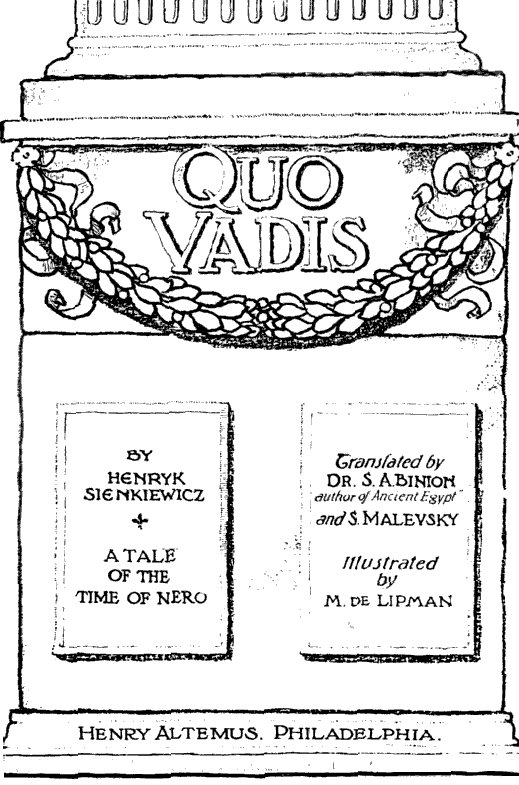 QUO
VADIS
BY
HENRYK
SIENKIEWICZ
A TALE
OF THE
TIME OF NERO
Translated by
DR. S. A. BINION
author of Ancient Egypt"
and S. MALEVSKY
Illustrated
by
M. DE LIPMAN
HENRY ALTEMUS. PHILADELPHIA.